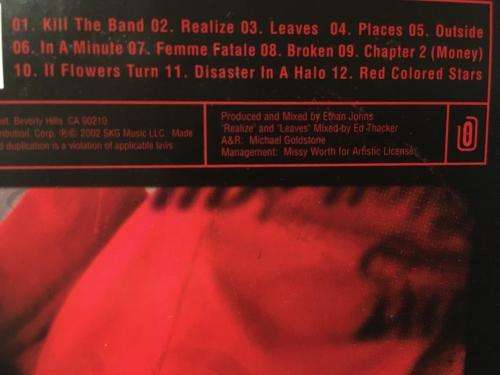 01. Kill The Band 02. Realize 03. Leaves 04. Places 05. Outside
06. In A Minute 07. Femme Fatale 08. Broken 09. Chapter 2 (Money)
10. If Flowers Turn 11. Disaster In A Halo 12. Red Colored Stars
Beverly Hills, CA 90210
Corp. ℗© 2002 SKG Music LLC. Made
duplication is a violation of applicable laws
Produced and Mixed by Ethan Johns
"Realize" and "Leaves" Mixed by Ed Thacker
A&R: Michael Goldstone
Management: Missy Worth for Artistic License